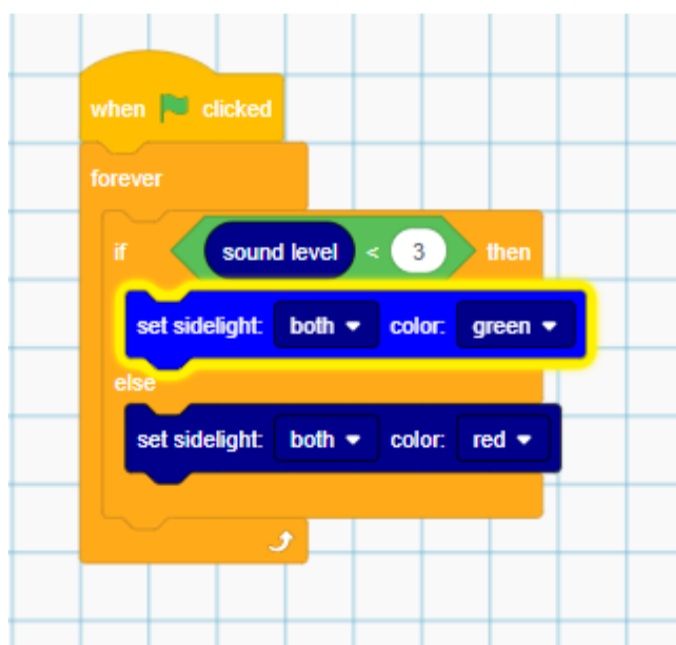 when clicked
forever
if sound level < 3 then
set sidelight: both color: green
else
set sidelight: both color: red